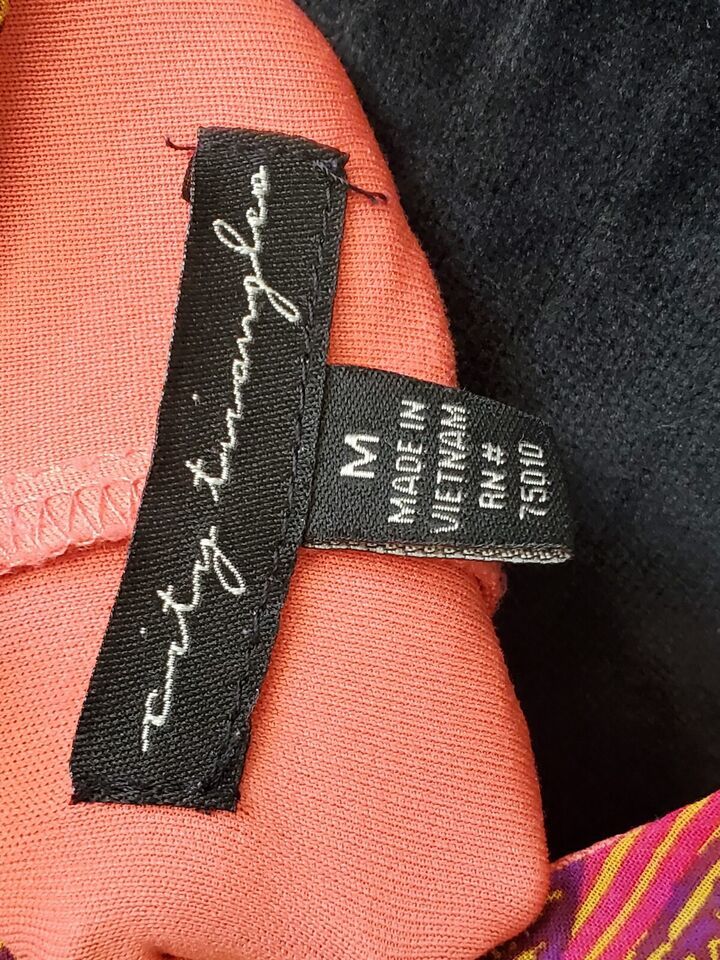 city triangles
M
MADE IN
VIETNAM
RN#
75010